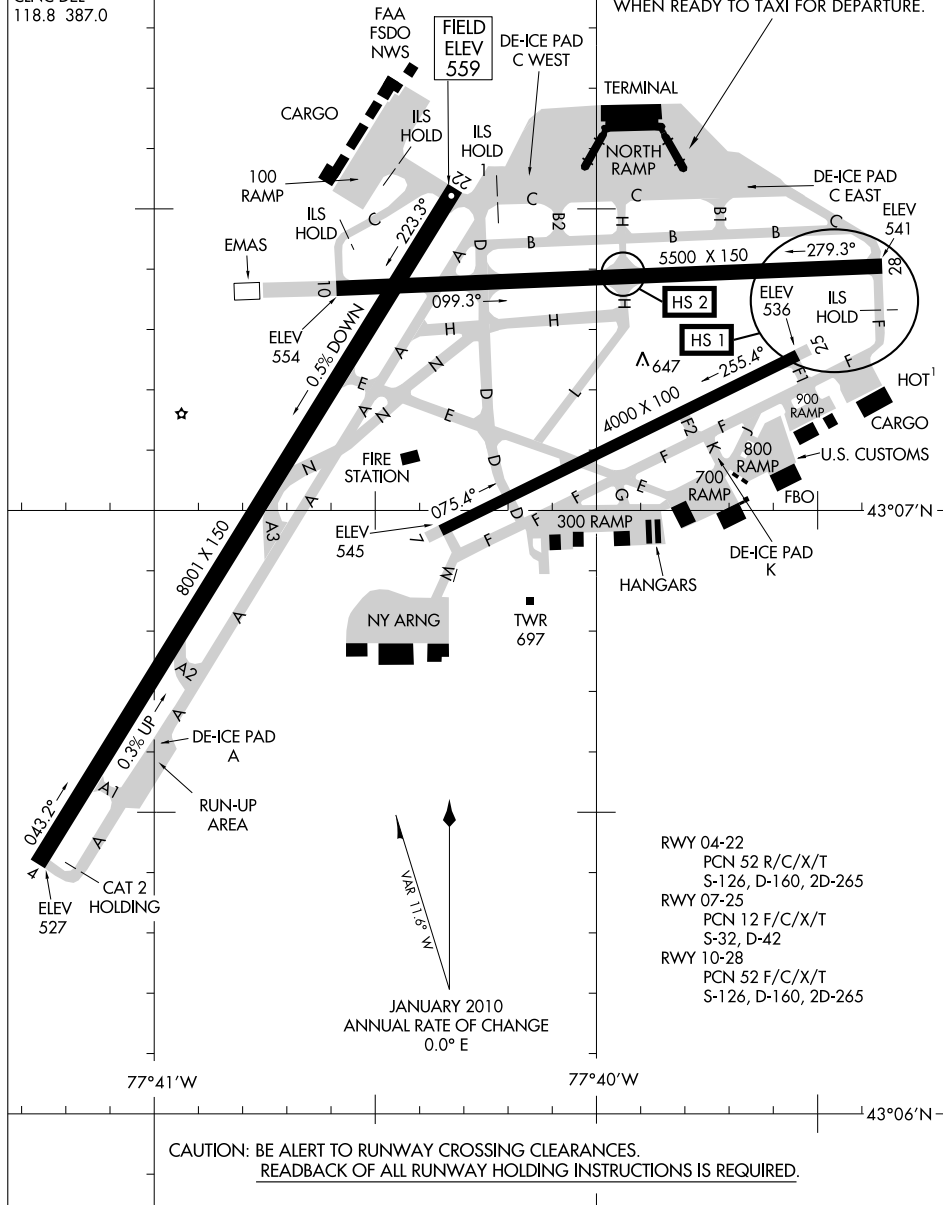 118.8 387.0
WHEN READY TO TAXI FOR DEPARTURE.
FAA
FSDO
NWS
FIELD
ELEV
559
DE-ICE PAD
C WEST
TERMINAL
CARGO
ILS
HOLD
ILS
HOLD
1
22
NORTH
RAMP
DE-ICE PAD
C EAST
100
RAMP
C
C
C
C
ELEV
541
ILS
HOLD
223.3°
A
D
B
B2
H
B1
B
B
EMAS
10
5500 X 150
279.3°
28
099.3°
HS 2
ELEV
536
ILS
HOLD
F
ELEV
554
0.5% DOWN
H
H
H
HS 1
25
647
255.4°
A
N
E
A
N
N
E
D
D
I
4000 X 100
F1
F
HOT1
CARGO
900
RAMP
F2
F
J
K
800
RAMP
U.S. CUSTOMS
FIRE
STATION
N
A
D
F
F
E
G
F
700
RAMP
FBO
075.4°
ELEV
545
7
D
F
F
300 RAMP
43°07'N
A3
8001 X 150
W
HANGARS
DE-ICE PAD
K
NY ARNG
TWR
697
A
A2
A
0.3% UP
DE-ICE PAD
A
A1
RUN-UP
AREA
043.2°
A
4
CAT 2
HOLDING
ELEV
527
VAR 11.6° W
RWY 04-22
PCN 52 R/C/X/T
S-126, D-160, 2D-265
RWY 07-25
PCN 12 F/C/X/T
S-32, D-42
RWY 10-28
PCN 52 F/C/X/T
S-126, D-160, 2D-265
JANUARY 2010
ANNUAL RATE OF CHANGE
0.0° E
77°41'W
77°40'W
43°06'N
CAUTION: BE ALERT TO RUNWAY CROSSING CLEARANCES.
READBACK OF ALL RUNWAY HOLDING INSTRUCTIONS IS REQUIRED.